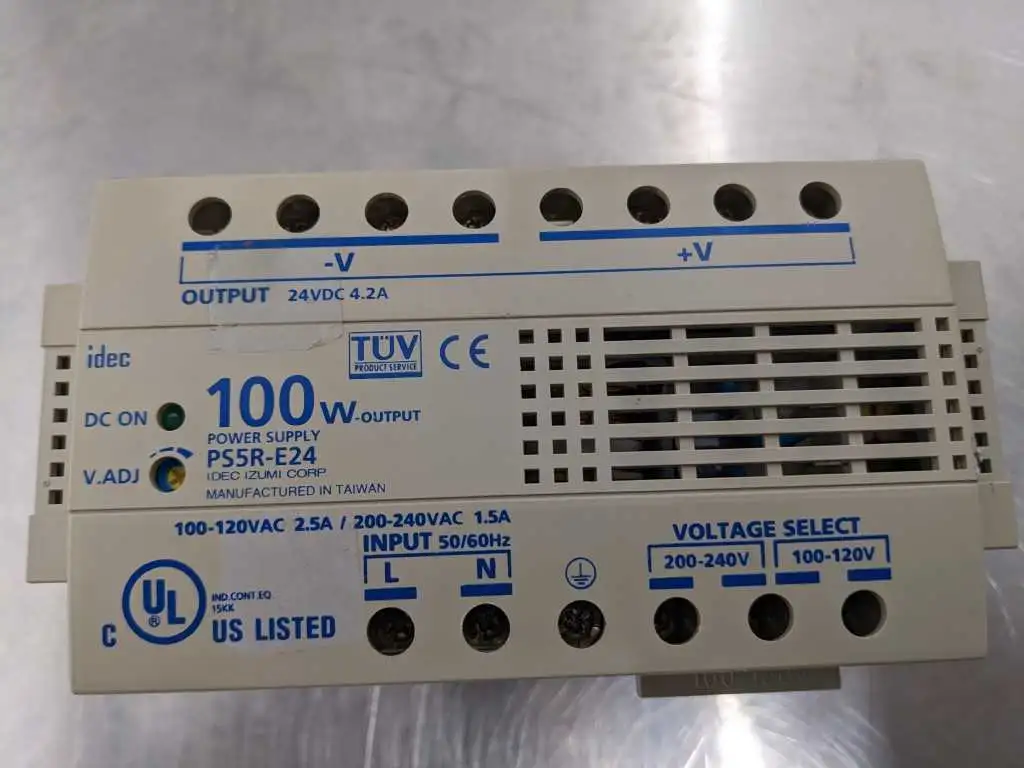 -V
+V
OUTPUT 24VDC 4.2A
idec
TÜV
PRODUCT SERVICE
CE
DC ON
100W-OUTPUT
POWER SUPPLY
V.ADJ
PS5R-E24
IDEC IZUMI CORP
MANUFACTURED IN TAIWAN
100-120VAC 2.5A / 200-240VAC 1.5A
INPUT 50/60Hz
L N
VOLTAGE SELECT
200-240V 100-120V
UL
®
IND.CONT.EQ
15KK
C US LISTED